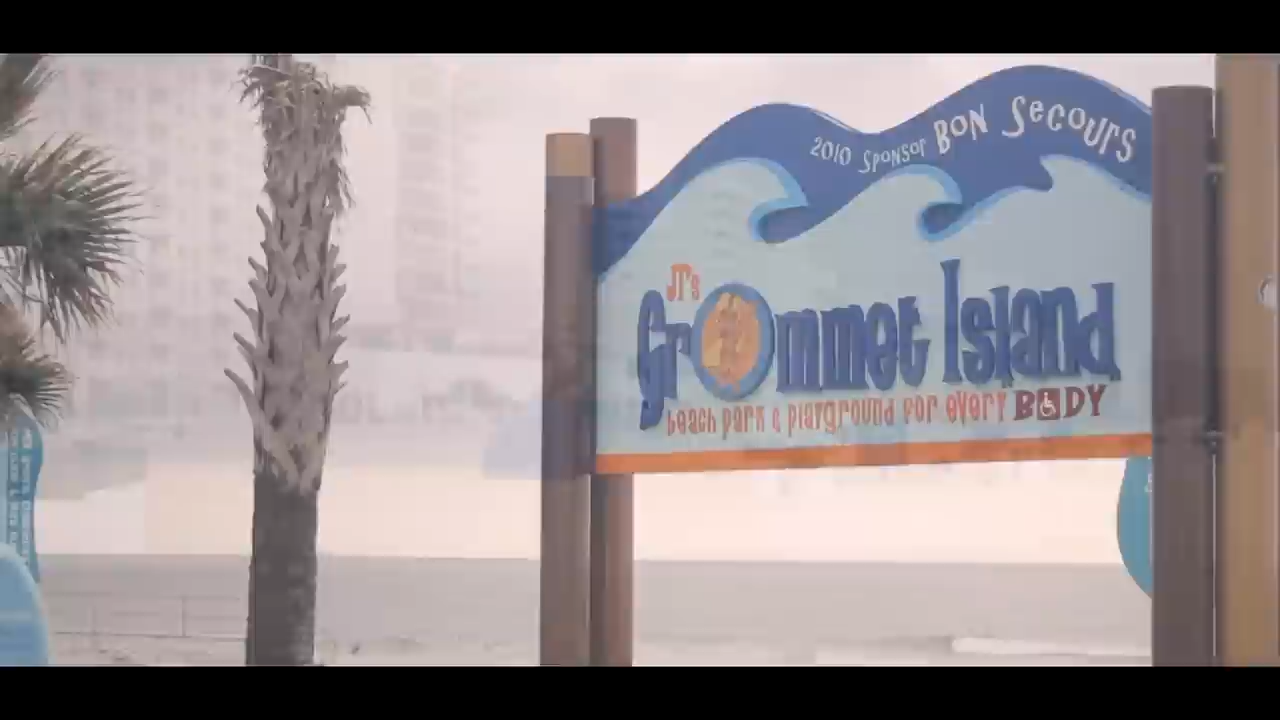 2010 Sponsor Bon Secours
JT's
Grommet Island
beach park & playground for every BODY